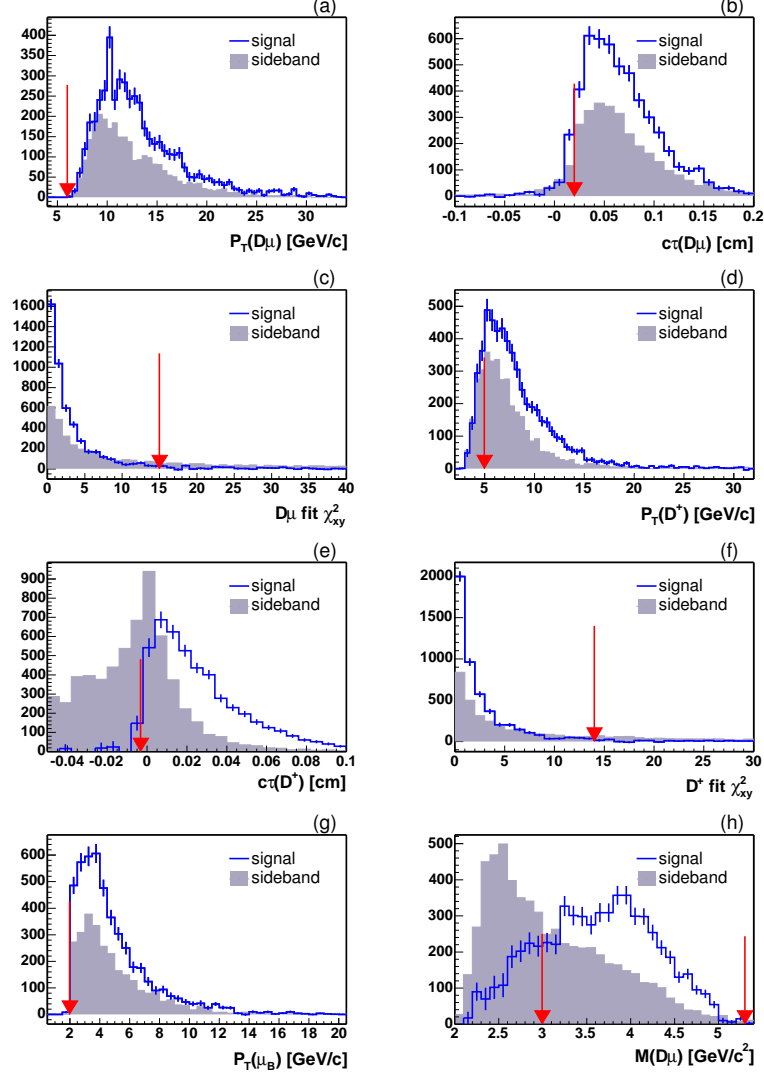 (a)
400
350
300
250
200
150
100
50
0
signal
sideband
5 10 15 20 25 30
P_T(Dμ) [GeV/c]
(b)
600
500
400
300
200
100
0
signal
sideband
-0.1 -0.05 -0 0.05 0.1 0.15 0.2
cτ(Dμ) [cm]
(c)
1600
1400
1200
1000
800
600
400
200
0
signal
sideband
0 5 10 15 20 25 30 35 40
Dμ fit χ²_xy
(d)
500
400
300
200
100
0
signal
sideband
5 10 15 20 25 30
P_T(D⁺) [GeV/c]
(e)
900
800
700
600
500
400
300
200
100
0
signal
sideband
-0.04 -0.02 0 0.02 0.04 0.06 0.08 0.1
cτ(D⁺) [cm]
(f)
2000
1500
1000
500
0
signal
sideband
0 5 10 15 20 25 30
D⁺ fit χ²_xy
(g)
600
500
400
300
200
100
0
signal
sideband
2 4 6 8 10 12 14 16 18 20
P_T(μ_B) [GeV/c]
(h)
500
400
300
200
100
0
signal
sideband
2 2.5 3 3.5 4 4.5 5
M(Dμ) [GeV/c²]